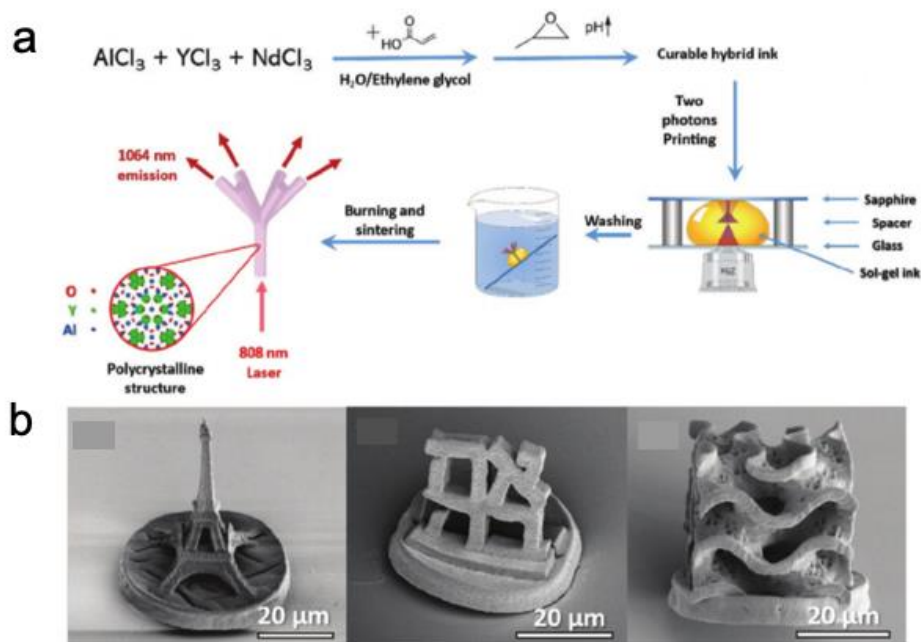 a
AlCl₃ + YCl₃ + NdCl₃
+
HO
O
H₂O/Ethylene glycol
O
pH↑
Curable hybrid ink
Two
photons
Printing
Sapphire
Spacer
Glass
Sol-gel ink
Washing
Burning and
sintering
1064 nm
emission
808 nm
Laser
O
Y
Al
Polycrystalline
structure
b
20 μm
20 μm
20 μm